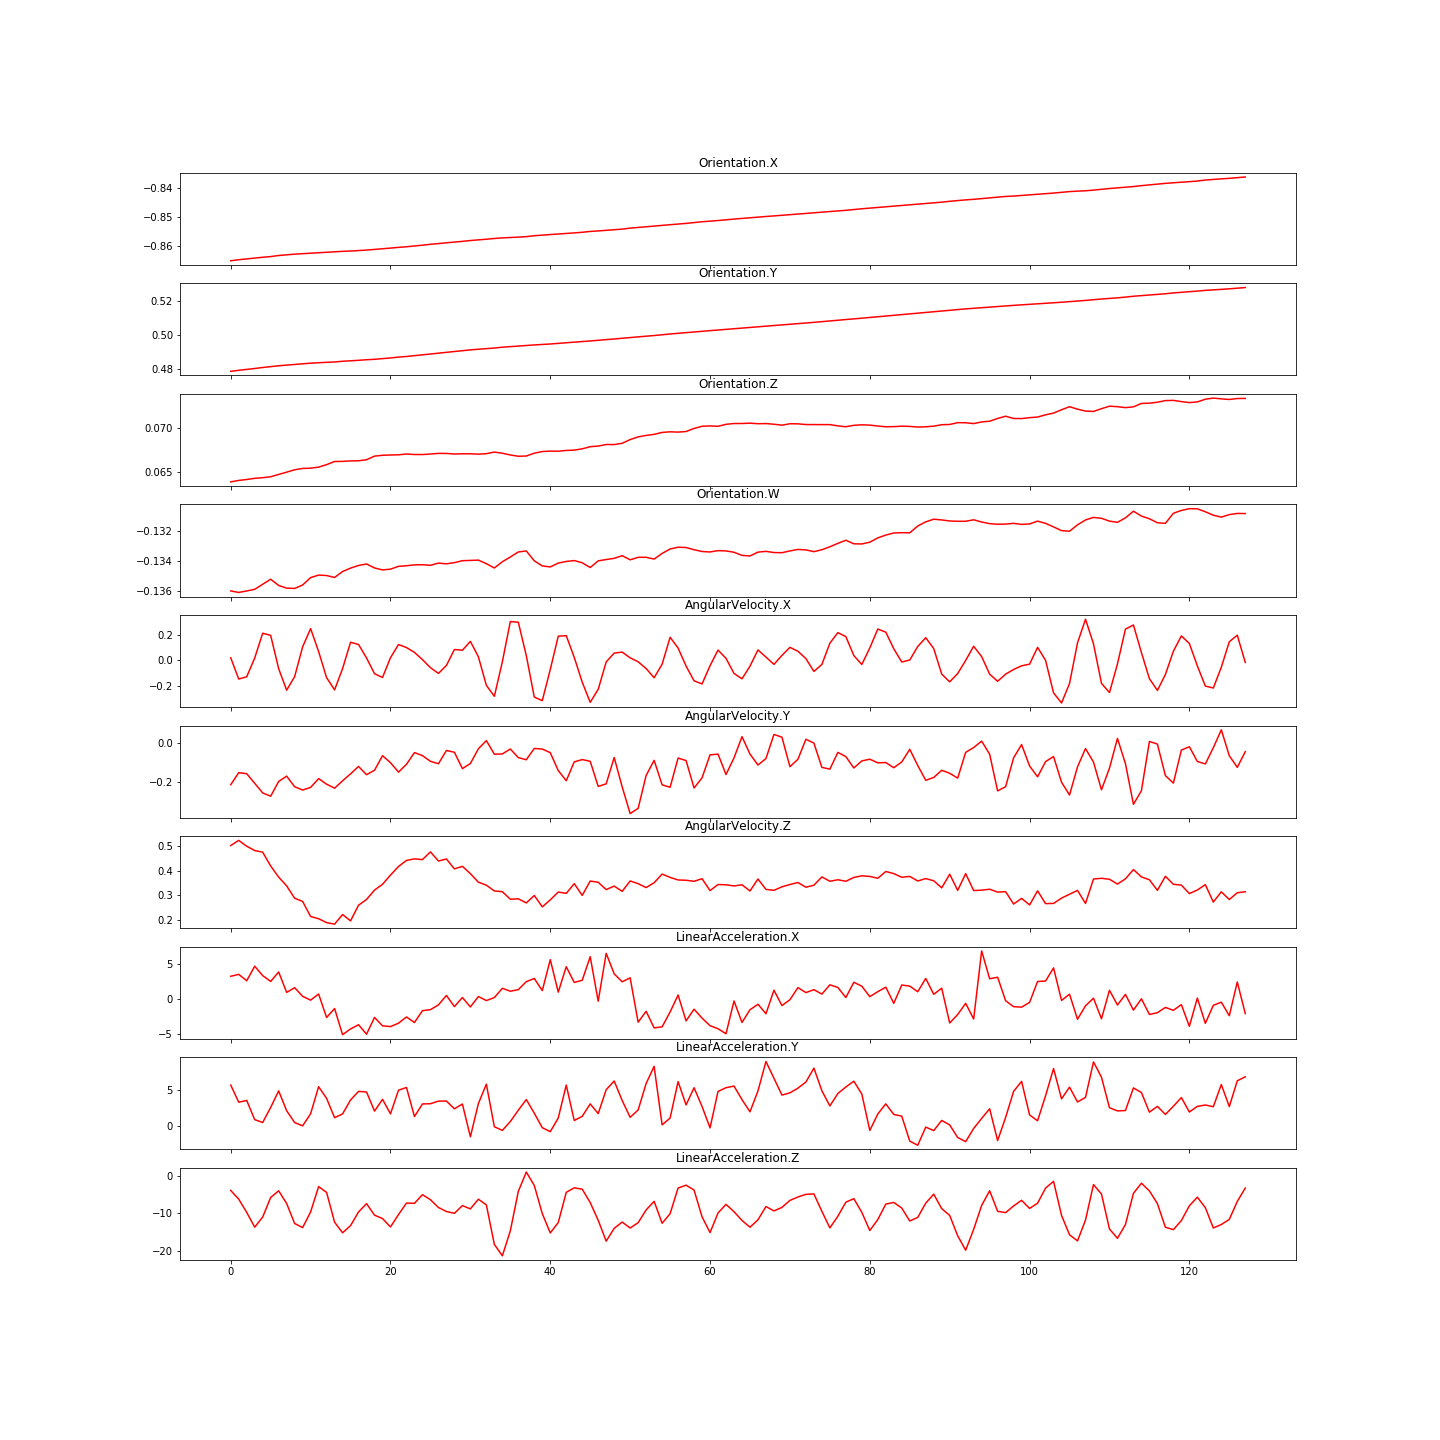 Orientation.X
−0.84
−0.85
−0.86
Orientation.Y
0.52
0.50
0.48
Orientation.Z
0.070
0.065
Orientation.W
−0.132
−0.134
−0.136
AngularVelocity.X
0.2
0.0
−0.2
AngularVelocity.Y
0.0
−0.2
AngularVelocity.Z
0.5
0.4
0.3
0.2
LinearAcceleration.X
5
0
−5
LinearAcceleration.Y
5
0
LinearAcceleration.Z
0
−10
−20
0 20 40 60 80 100 120